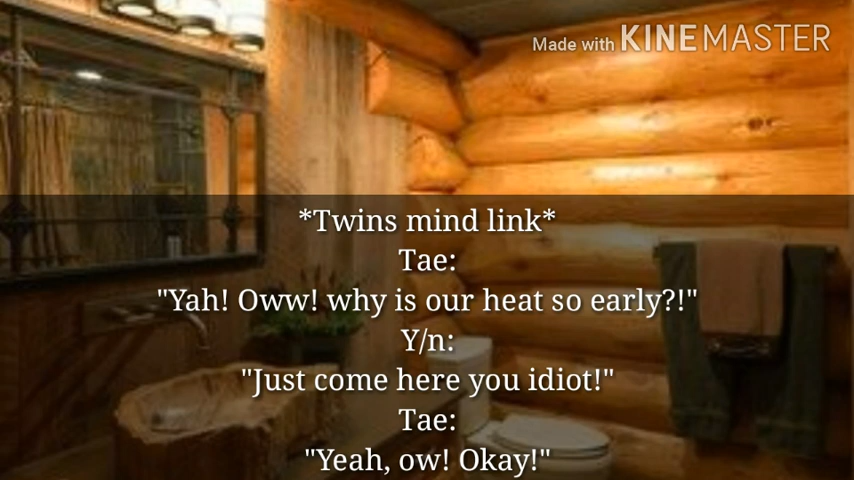 Made with KINEMASTER
*Twins mind link*
Tae:
"Yah! Oww! why is our heat so early?!"
Y/n:
"Just come here you idiot!"
Tae:
"Yeah, ow! Okay!"